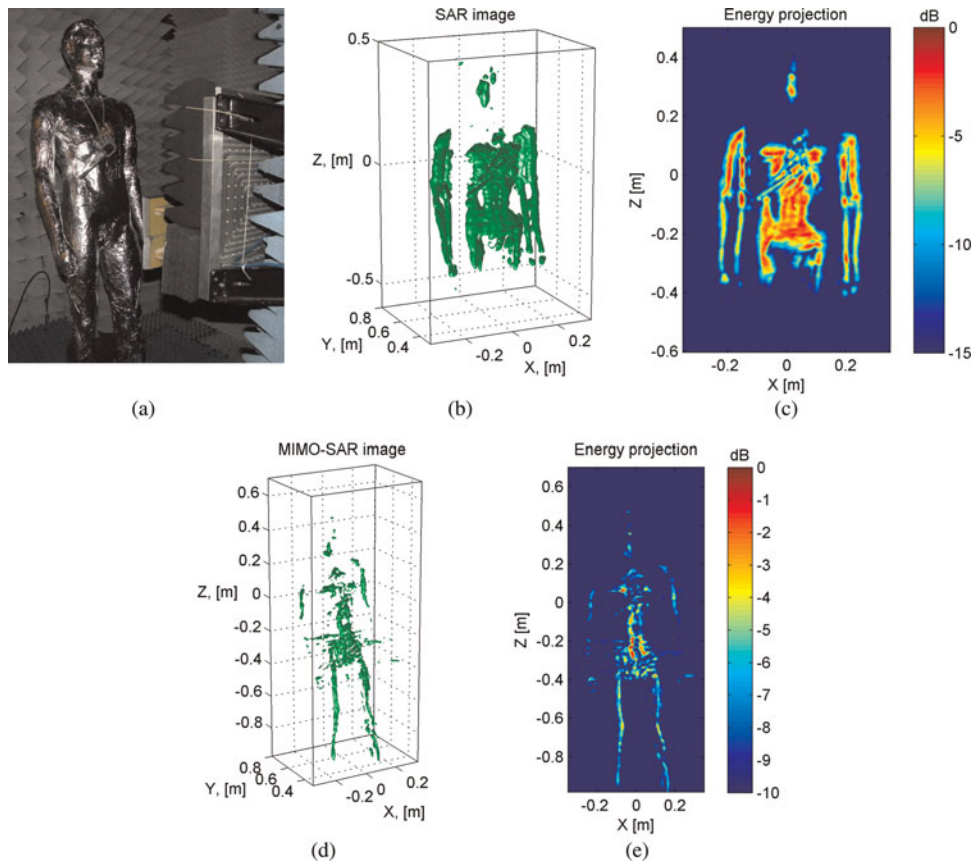 SAR image
0.5
Z, [m]
0
-0.5
0.8
0.6
0.4
Y, [m]
-0.2
0
0.2
X, [m]
Energy projection
0.4
0.2
0
-0.2
-0.4
-0.6
Z [m]
-0.2
0
0.2
X [m]
dB
0
-5
-10
-15
(a)
(b)
(c)
MIMO-SAR image
0.6
0.4
0.2
Z, [m]
0
-0.2
-0.4
-0.6
-0.8
0.8
0.6
0.4
Y, [m]
-0.2
0
0.2
X, [m]
Energy projection
0.6
0.4
0.2
0
-0.2
-0.4
-0.6
-0.8
Z [m]
-0.2
0
0.2
X [m]
dB
0
-1
-2
-3
-4
-5
-6
-7
-8
-9
-10
(d)
(e)